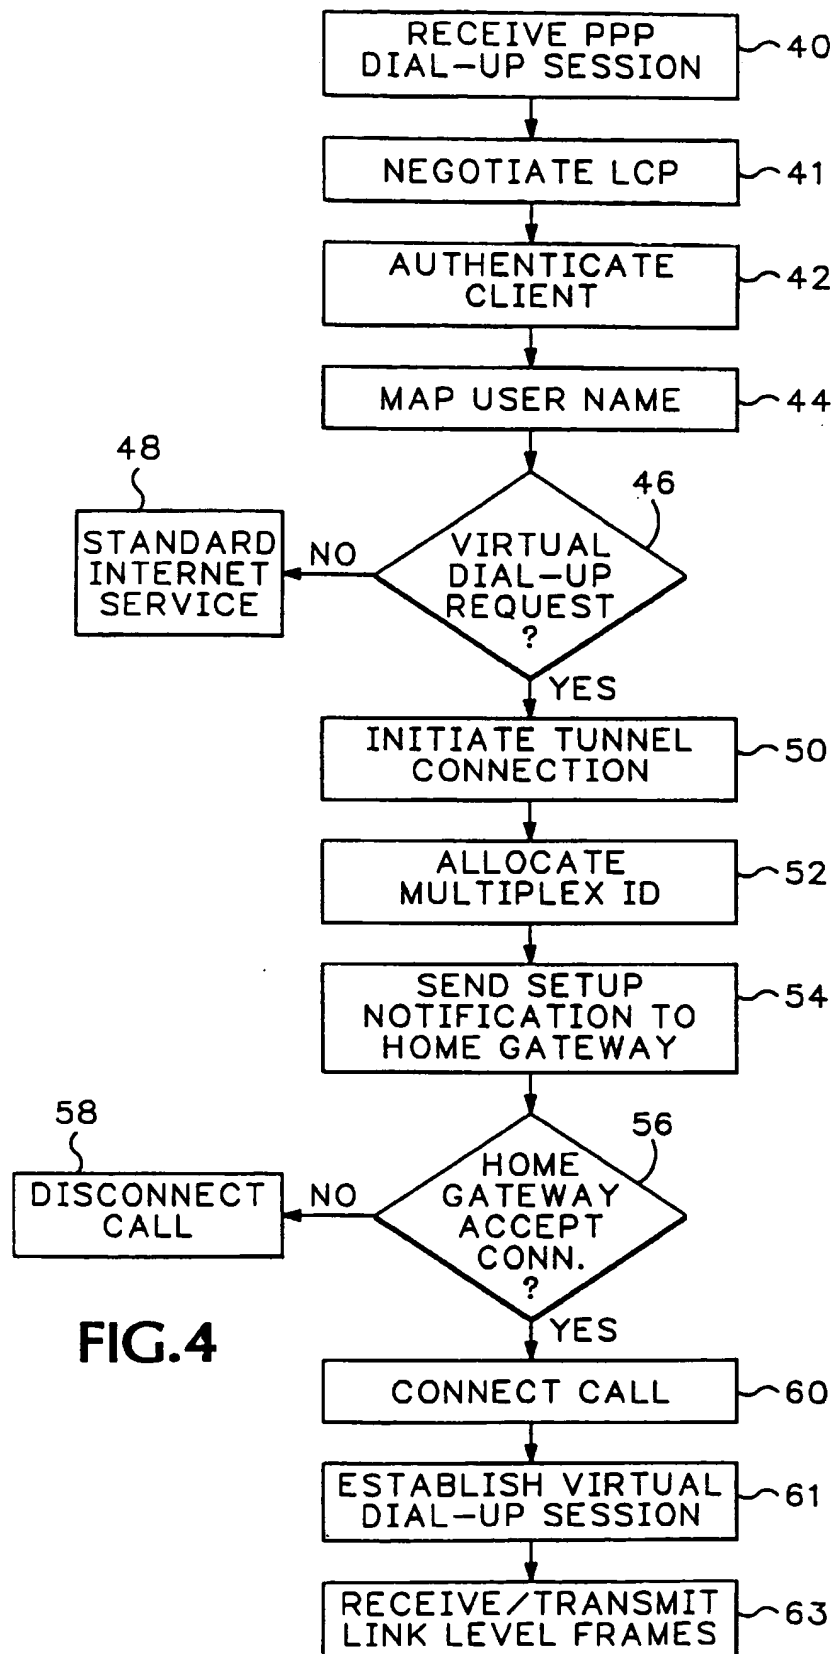 RECEIVE PPP
DIAL-UP SESSION
40
NEGOTIATE LCP
41
AUTHENTICATE
CLIENT
42
MAP USER NAME
44
48
STANDARD
INTERNET
SERVICE
NO
46
VIRTUAL
DIAL-UP
REQUEST
?
YES
INITIATE TUNNEL
CONNECTION
50
ALLOCATE
MULTIPLEX ID
52
SEND SETUP
NOTIFICATION TO
HOME GATEWAY
54
58
DISCONNECT
CALL
NO
56
HOME
GATEWAY
ACCEPT
CONN.
?
YES
FIG.4
CONNECT CALL
60
ESTABLISH VIRTUAL
DIAL-UP SESSION
61
RECEIVE/TRANSMIT
LINK LEVEL FRAMES
63